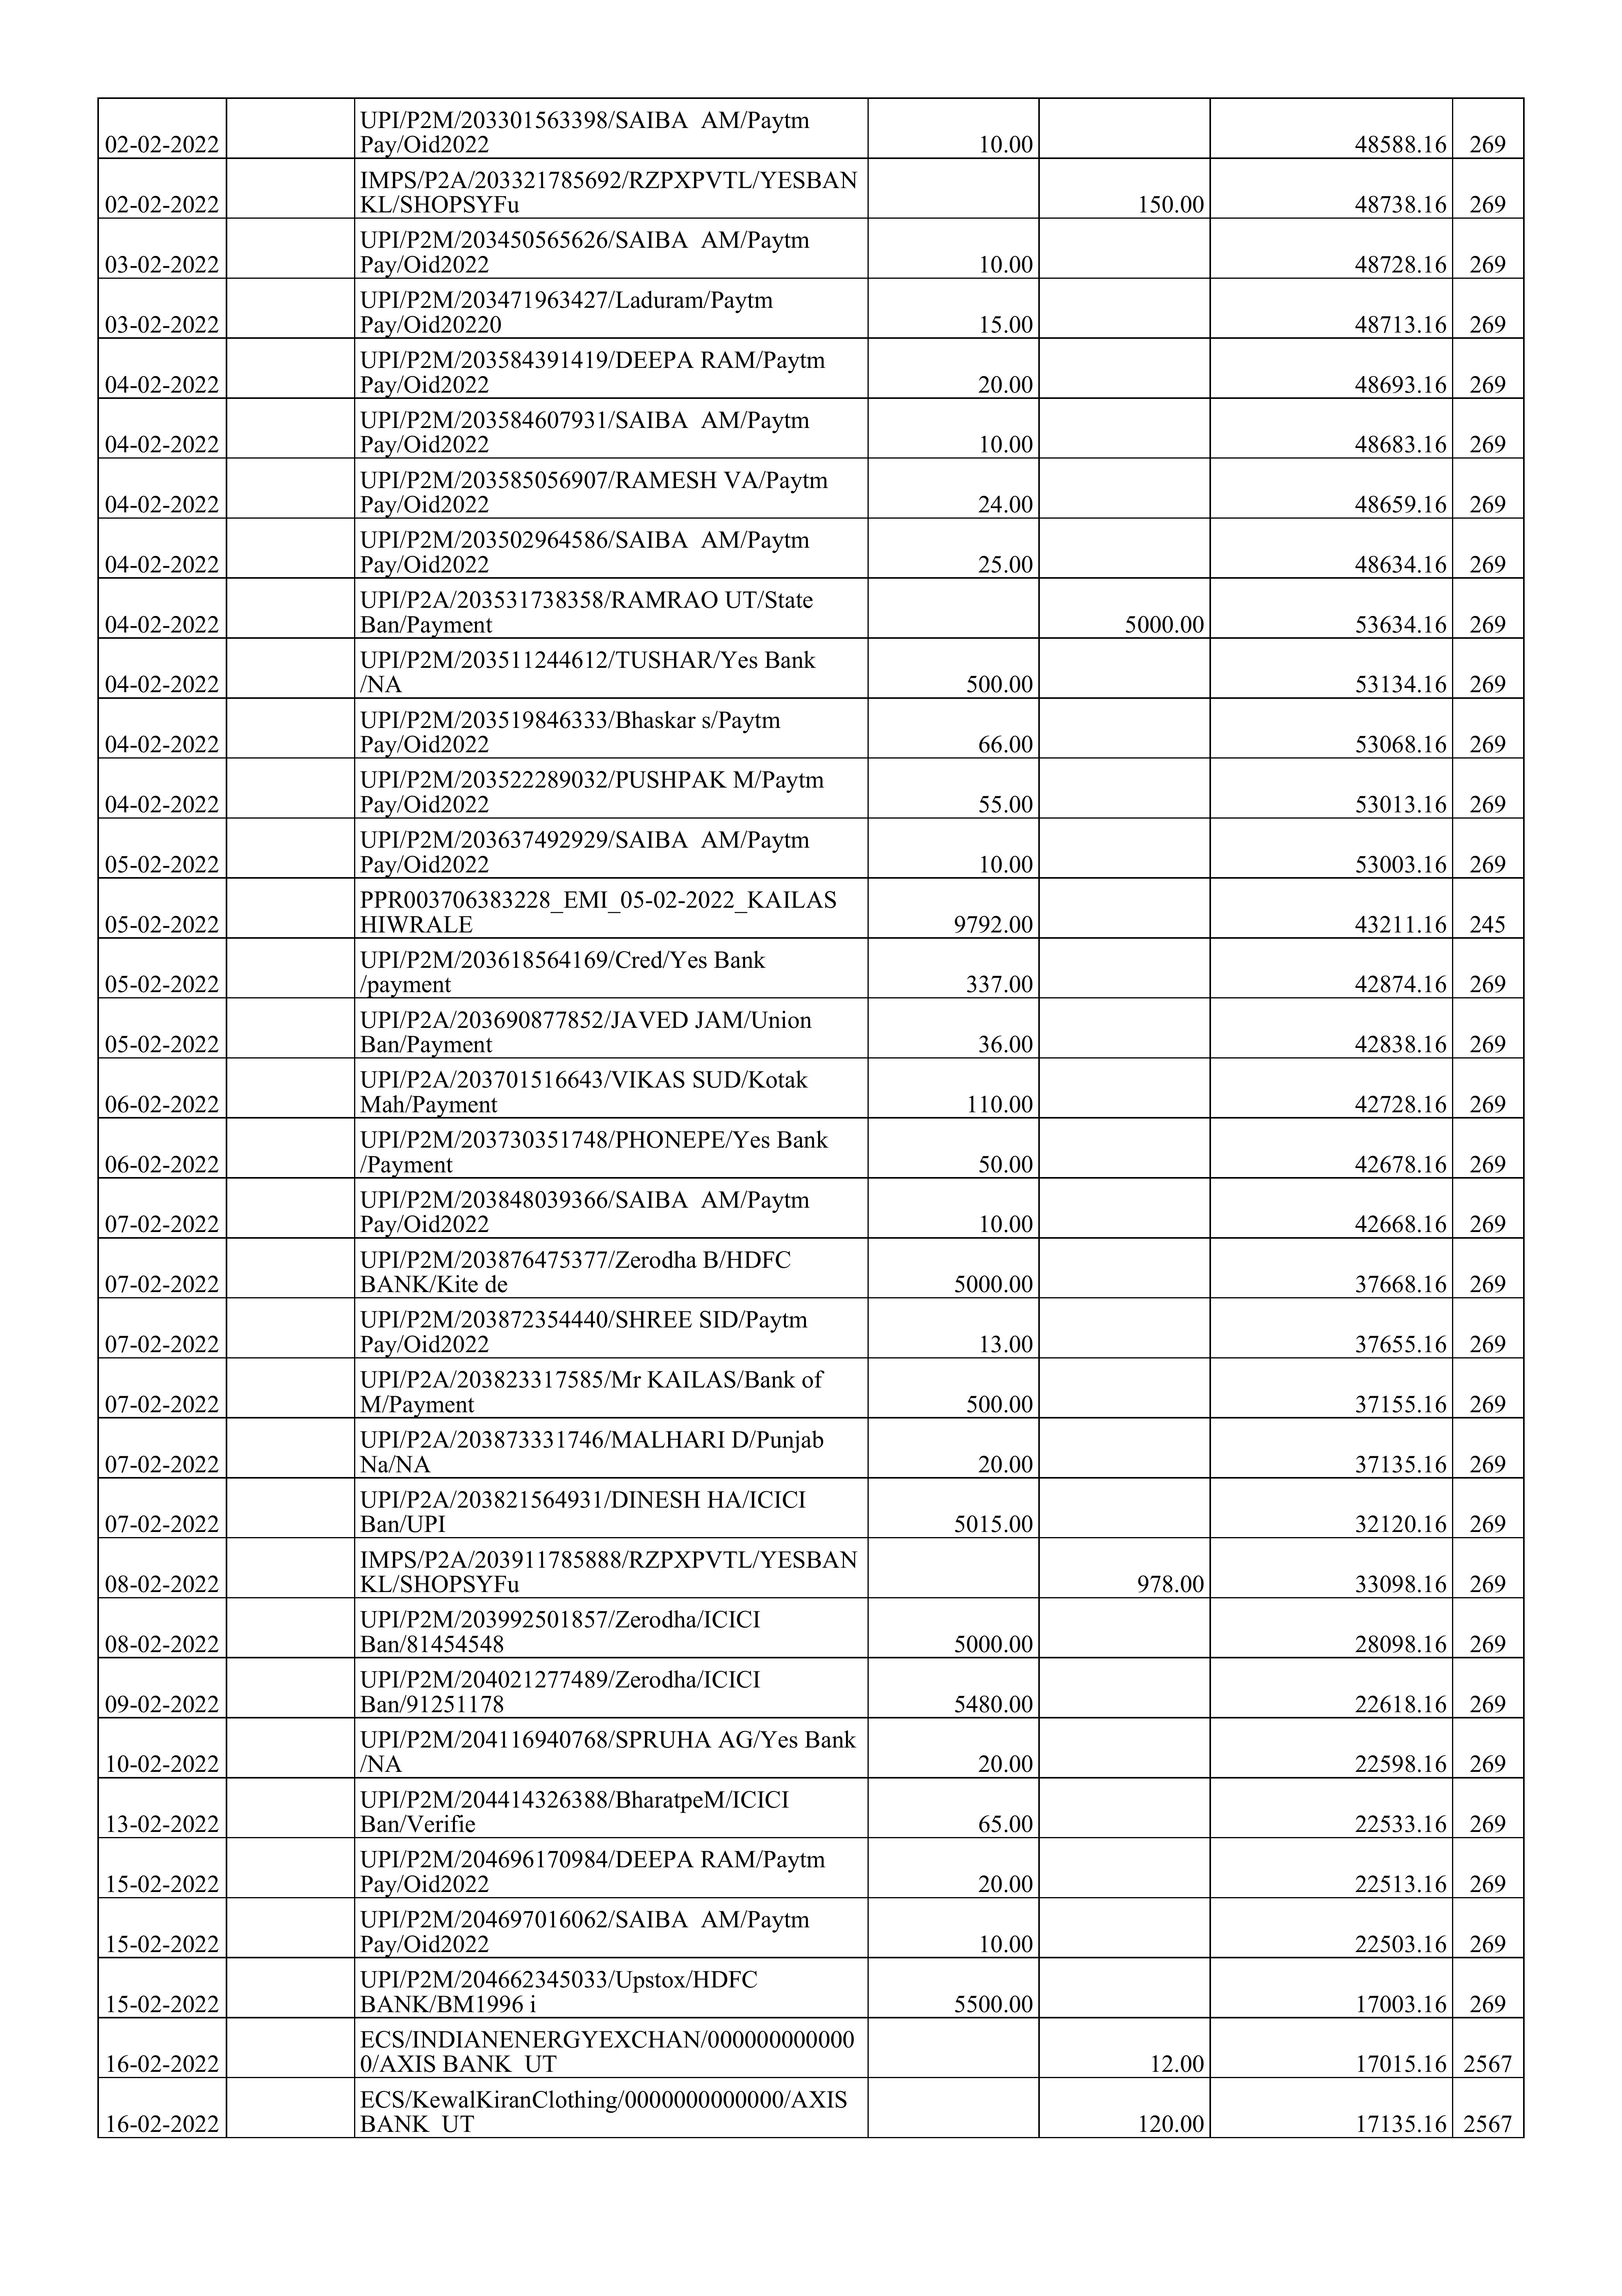 UPI/P2M/203301563398/SAIBA  AM/Paytm
02-02-2022 Pay/Oid2022 10.00 48588.16 269
IMPS/P2A/203321785692/RZPXPVTL/YESBAN
02-02-2022 KL/SHOPSYFu 150.00 48738.16 269
UPI/P2M/203450565626/SAIBA  AM/Paytm
03-02-2022 Pay/Oid2022 10.00 48728.16 269
UPI/P2M/203471963427/Laduram/Paytm
03-02-2022 Pay/Oid20220 15.00 48713.16 269
UPI/P2M/203584391419/DEEPA RAM/Paytm
04-02-2022 Pay/Oid2022 20.00 48693.16 269
UPI/P2M/203584607931/SAIBA  AM/Paytm
04-02-2022 Pay/Oid2022 10.00 48683.16 269
UPI/P2M/203585056907/RAMESH VA/Paytm
04-02-2022 Pay/Oid2022 24.00 48659.16 269
UPI/P2M/203502964586/SAIBA  AM/Paytm
04-02-2022 Pay/Oid2022 25.00 48634.16 269
UPI/P2A/203531738358/RAMRAO UT/State
04-02-2022 Ban/Payment 5000.00 53634.16 269
UPI/P2M/203511244612/TUSHAR/Yes Bank
04-02-2022 /NA 500.00 53134.16 269
UPI/P2M/203519846333/Bhaskar s/Paytm
04-02-2022 Pay/Oid2022 66.00 53068.16 269
UPI/P2M/203522289032/PUSHPAK M/Paytm
04-02-2022 Pay/Oid2022 55.00 53013.16 269
UPI/P2M/203637492929/SAIBA  AM/Paytm
05-02-2022 Pay/Oid2022 10.00 53003.16 269
PPR003706383228_EMI_05-02-2022_KAILAS
05-02-2022 HIWRALE 9792.00 43211.16 245
UPI/P2M/203618564169/Cred/Yes Bank
05-02-2022 /payment 337.00 42874.16 269
UPI/P2A/203690877852/JAVED JAM/Union
05-02-2022 Ban/Payment 36.00 42838.16 269
UPI/P2A/203701516643/VIKAS SUD/Kotak
06-02-2022 Mah/Payment 110.00 42728.16 269
UPI/P2M/203730351748/PHONEPE/Yes Bank
06-02-2022 /Payment 50.00 42678.16 269
UPI/P2M/203848039366/SAIBA  AM/Paytm
07-02-2022 Pay/Oid2022 10.00 42668.16 269
UPI/P2M/203876475377/Zerodha B/HDFC
07-02-2022 BANK/Kite de 5000.00 37668.16 269
UPI/P2M/203872354440/SHREE SID/Paytm
07-02-2022 Pay/Oid2022 13.00 37655.16 269
UPI/P2A/203823317585/Mr KAILAS/Bank of
07-02-2022 M/Payment 500.00 37155.16 269
UPI/P2A/203873331746/MALHARI D/Punjab
07-02-2022 Na/NA 20.00 37135.16 269
UPI/P2A/203821564931/DINESH HA/ICICI
07-02-2022 Ban/UPI 5015.00 32120.16 269
IMPS/P2A/203911785888/RZPXPVTL/YESBAN
08-02-2022 KL/SHOPSYFu 978.00 33098.16 269
UPI/P2M/203992501857/Zerodha/ICICI
08-02-2022 Ban/81454548 5000.00 28098.16 269
UPI/P2M/204021277489/Zerodha/ICICI
09-02-2022 Ban/91251178 5480.00 22618.16 269
UPI/P2M/204116940768/SPRUHA AG/Yes Bank
10-02-2022 /NA 20.00 22598.16 269
UPI/P2M/204414326388/BharatpeM/ICICI
13-02-2022 Ban/Verifie 65.00 22533.16 269
UPI/P2M/204696170984/DEEPA RAM/Paytm
15-02-2022 Pay/Oid2022 20.00 22513.16 269
UPI/P2M/204697016062/SAIBA  AM/Paytm
15-02-2022 Pay/Oid2022 10.00 22503.16 269
UPI/P2M/204662345033/Upstox/HDFC
15-02-2022 BANK/BM1996 i 5500.00 17003.16 269
ECS/INDIANENERGYEXCHAN/000000000000
16-02-2022 0/AXIS BANK  UT 12.00 17015.16 2567
ECS/KewalKiranClothing/0000000000000/AXIS
16-02-2022 BANK  UT 120.00 17135.16 2567